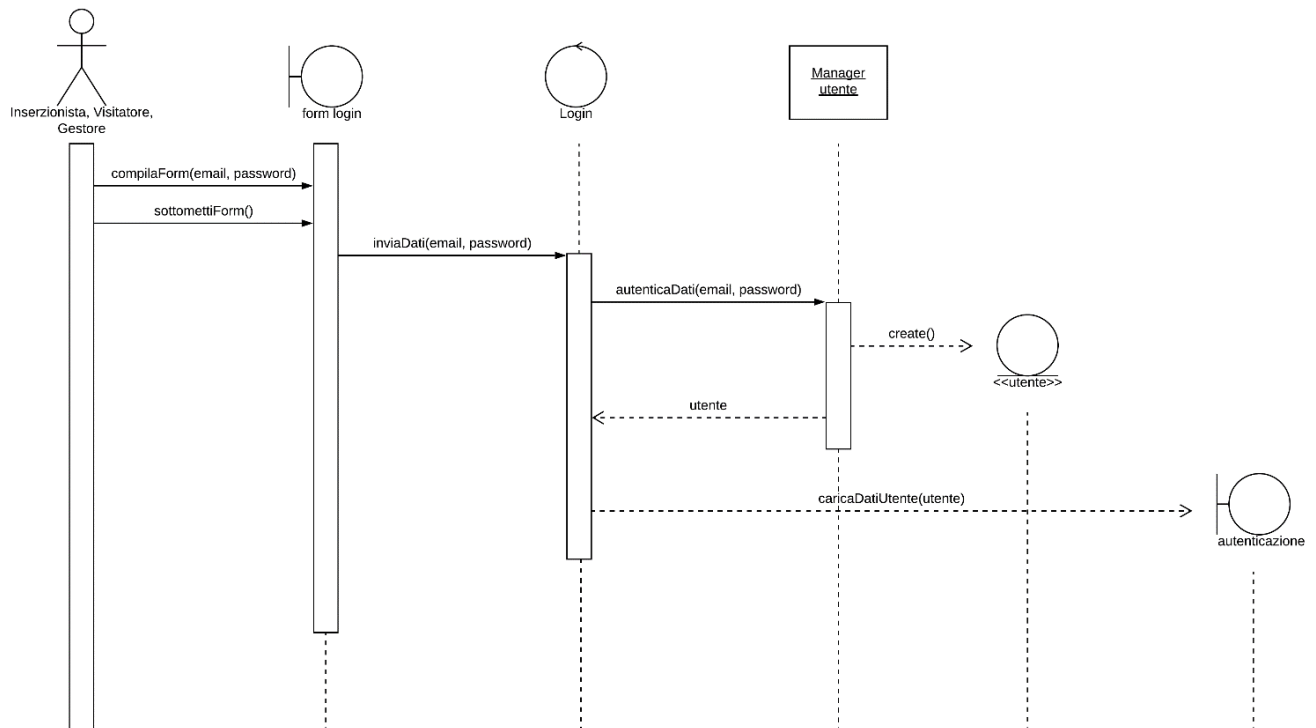 Inserzionista, Visitatore,
Gestore
form login
Login
Manager
utente
compilaForm(email, password)
sottomettiForm()
inviaDati(email, password)
autenticaDati(email, password)
create()
<<utente>>
utente
caricaDatiUtente(utente)
autenticazione